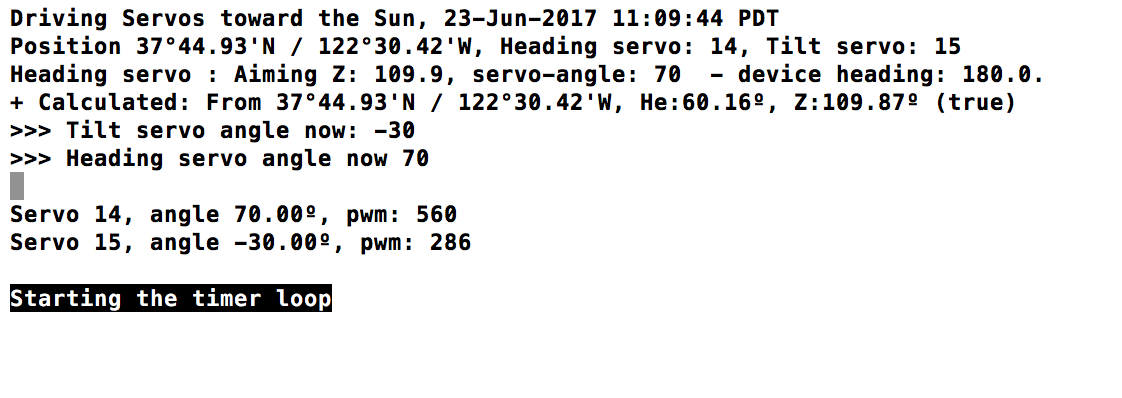 Driving Servos toward the Sun, 23-Jun-2017 11:09:44 PDT
Position 37°44.93'N / 122°30.42'W, Heading servo: 14, Tilt servo: 15
Heading servo : Aiming Z: 109.9, servo-angle: 70  - device heading: 180.0.
+ Calculated: From 37°44.93'N / 122°30.42'W, He:60.16º, Z:109.87º (true)
>>> Tilt servo angle now: -30
>>> Heading servo angle now 70
Servo 14, angle 70.00º, pwm: 560
Servo 15, angle -30.00º, pwm: 286
Starting the timer loop